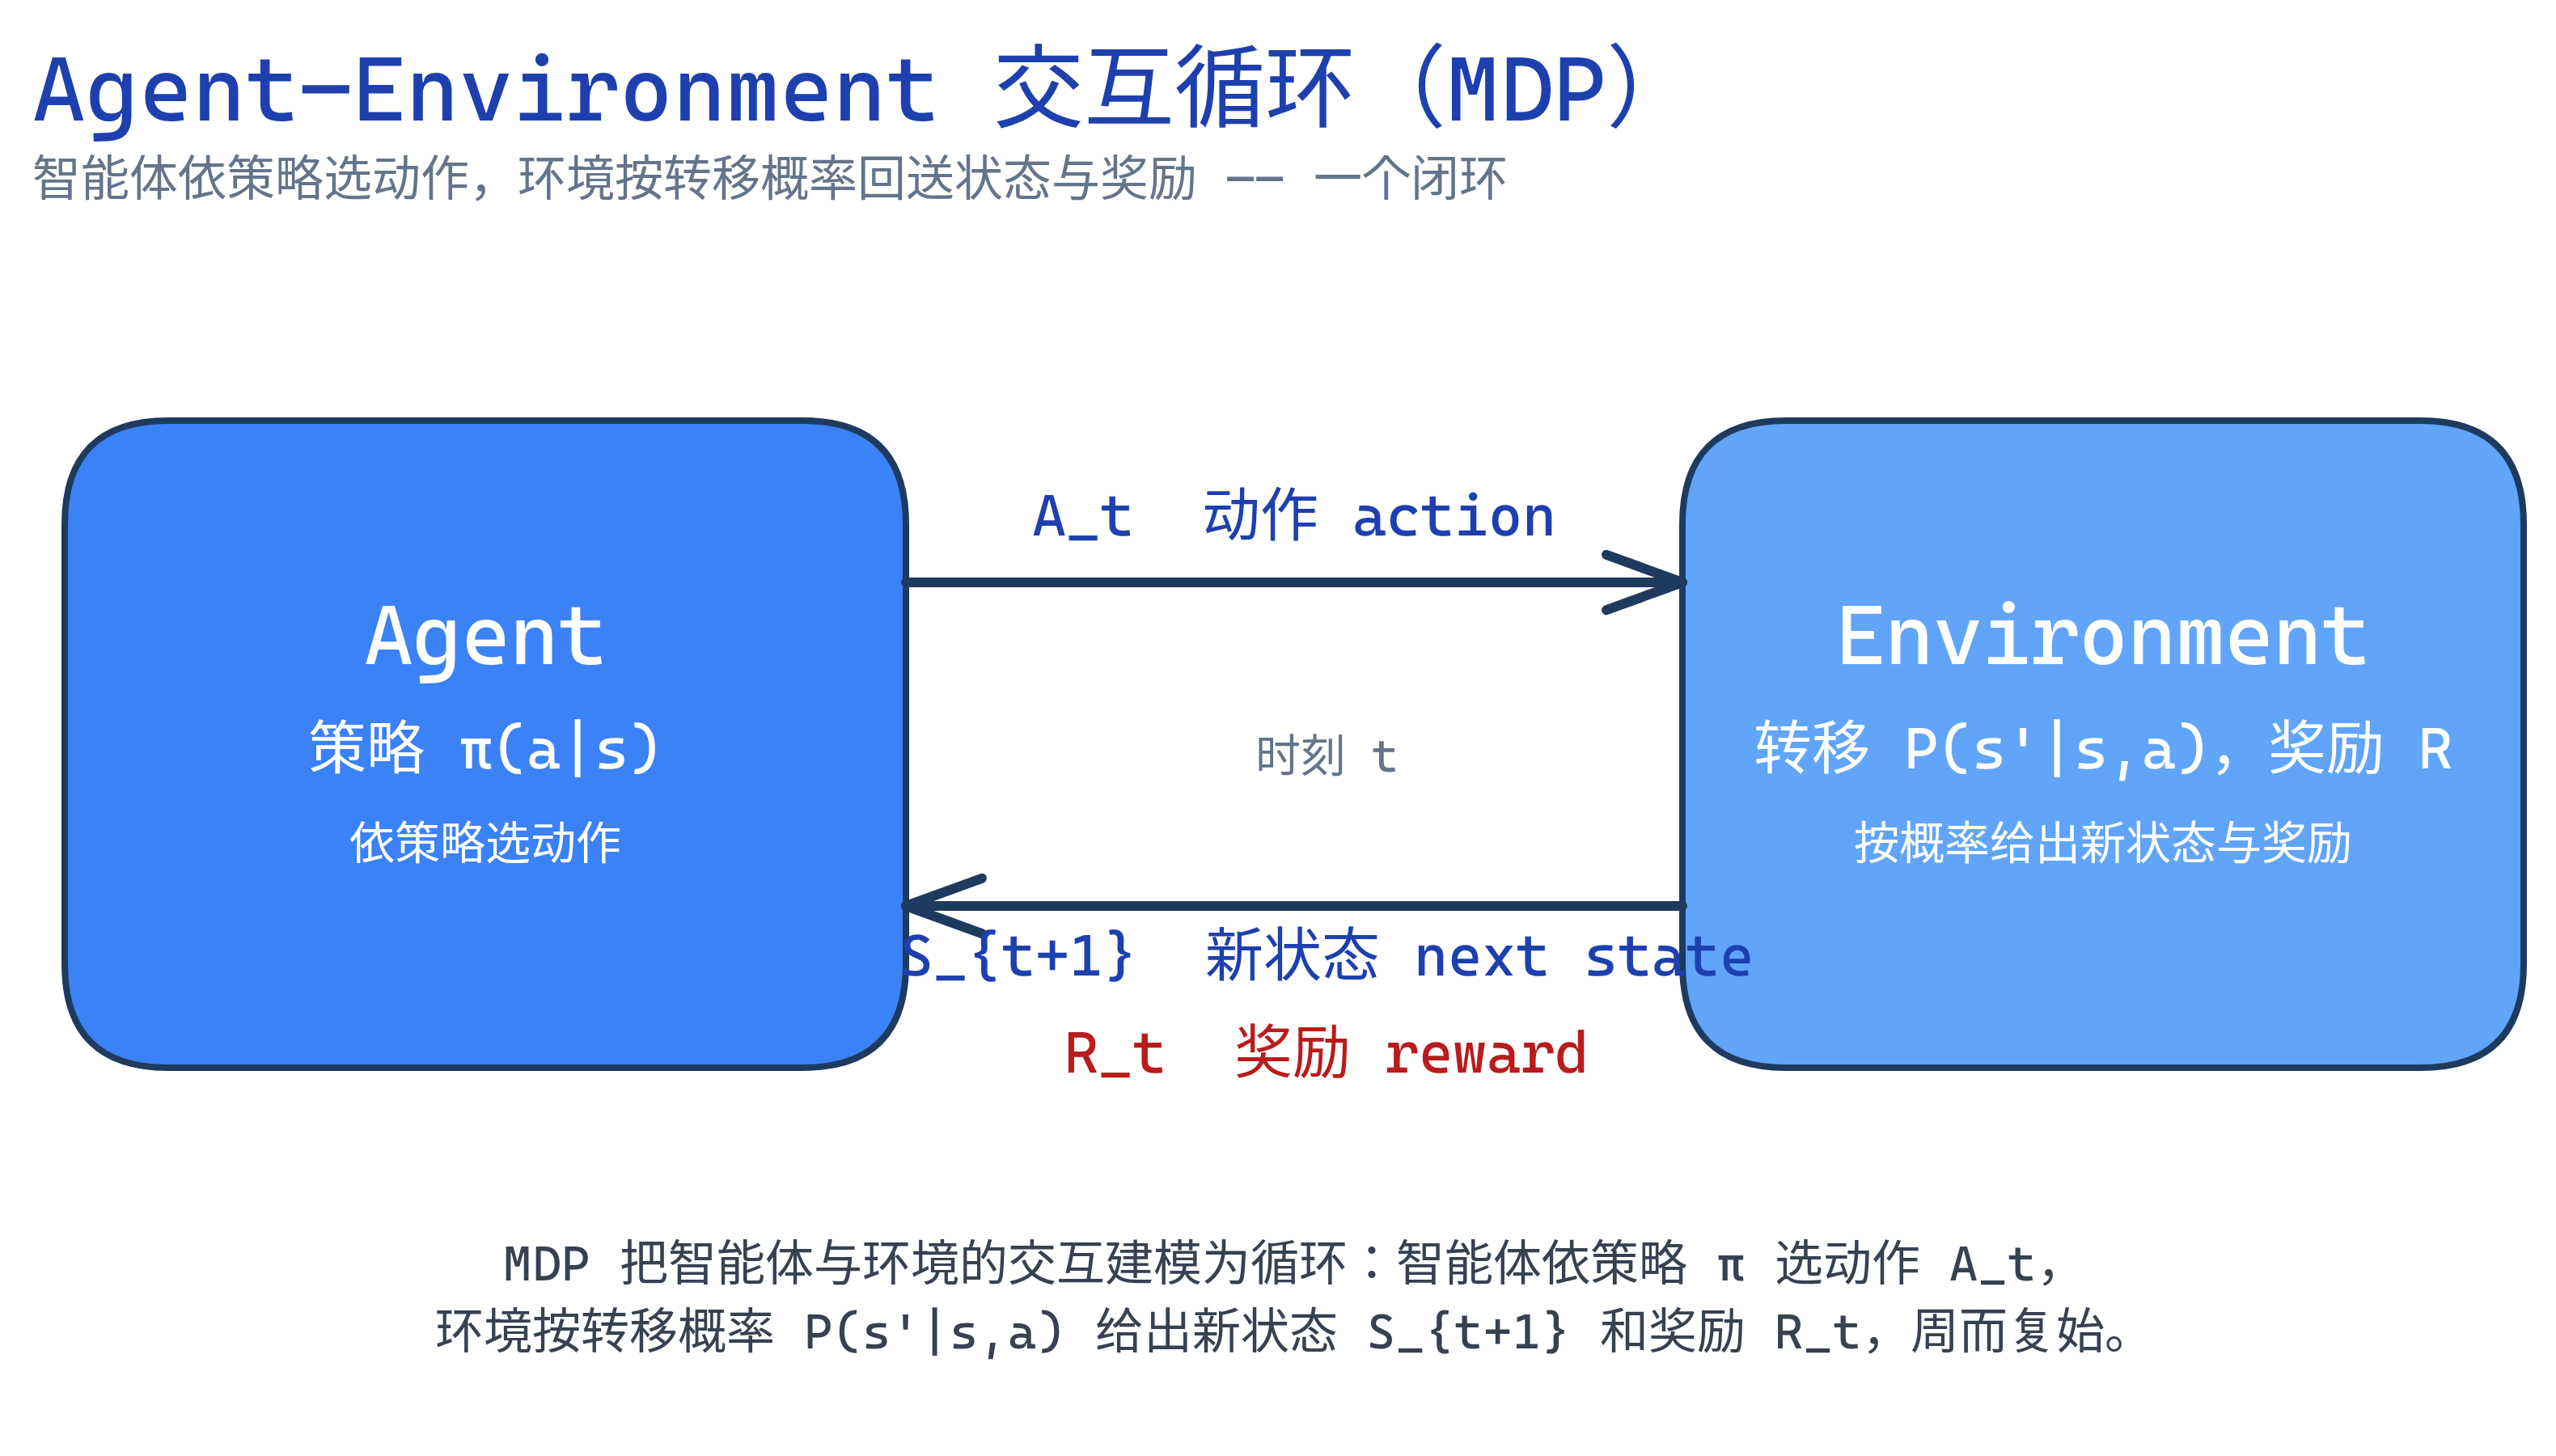 Agent-Environment 交互循环（MDP）
智能体依策略选动作，环境按转移概率回送状态与奖励 —— 一个闭环
A_t  动作 action
Agent
策略 π(a|s)
依策略选动作
时刻 t
Environment
转移 P(s'|s,a)，奖励 R
按概率给出新状态与奖励
S_{t+1}  新状态 next state
R_t  奖励 reward
MDP 把智能体与环境的交互建模为循环：智能体依策略 π 选动作 A_t，
环境按转移概率 P(s'|s,a) 给出新状态 S_{t+1} 和奖励 R_t，周而复始。